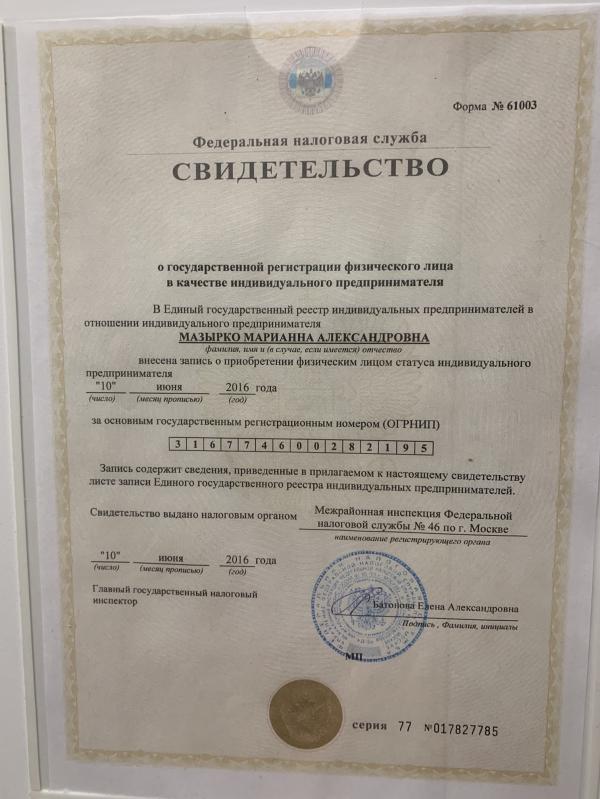 Форма № 61003
Федеральная налоговая служба
СВИДЕТЕЛЬСТВО
о государственной регистрации физического лица
в качестве индивидуального предпринимателя
В Единый государственный реестр индивидуальных предпринимателей в
отношении индивидуального предпринимателя
МАЗЫРКО МАРИАННА АЛЕКСАНДРОВНА
фамилия, имя и (в случае, если имеется) отчество
внесена запись о приобретении физическим лицом статуса индивидуального
предпринимателя
"10" июня 2016 года
(число) (месяц прописью) (год)
за основным государственным регистрационным номером (ОГРНИП)
3 1 6 7 7 4 6 0 0 2 8 2 1 9 5
Запись содержит сведения, приведенные в прилагаемом к настоящему свидетельству
листе записи Единого государственного реестра индивидуальных предпринимателей.
Свидетельство выдано налоговым органом Межрайонная инспекция Федеральной
налоговой службы № 46 по г. Москве
наименование регистрирующего органа
"10" июня 2016 года
(число) (месяц прописью) (год)
Главный государственный налоговый
инспектор
Батонова Елена Александровна
Подпись, Фамилия, инициалы
МП
серия 77 №017827785